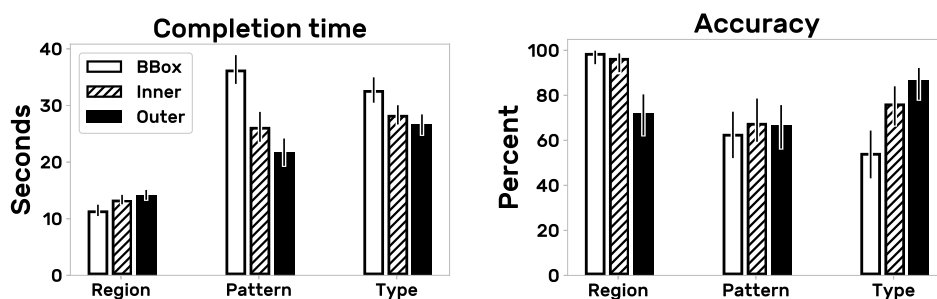 Completion time
Seconds
40
30
20
10
0
BBox
Inner
Outer
Region Pattern Type
Accuracy
Percent
100
80
60
40
20
0
Region Pattern Type